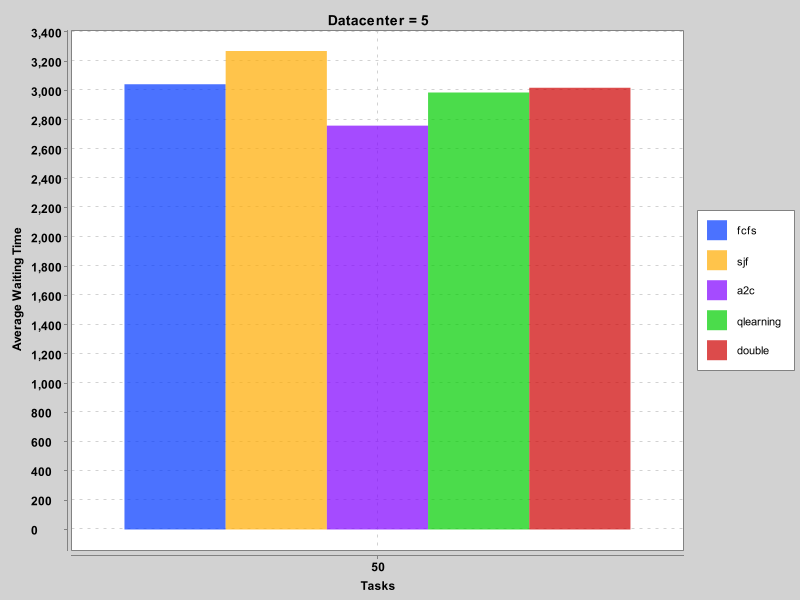 Datacenter = 5
3,400
3,200
3,000
2,800
2,600
2,400
2,200
2,000
1,800
1,600
1,400
1,200
1,000
800
600
400
200
0
Average Waiting Time
50
Tasks
fcfs
sjf
a2c
qlearning
double